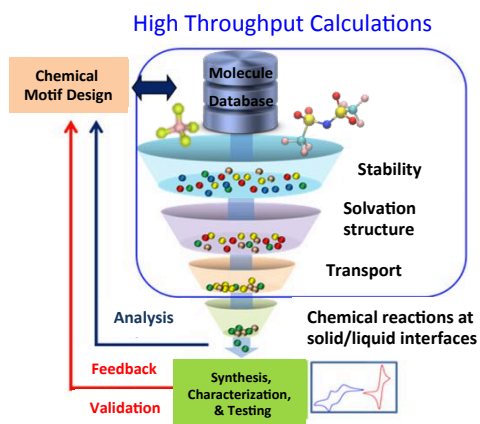 High Throughput Calculations
Chemical
Motif Design
Molecule
Database
Stability
Solvation
structure
Transport
Analysis
Chemical reactions at
solid/liquid interfaces
Feedback
Validation
Synthesis,
Characterization,
& Testing